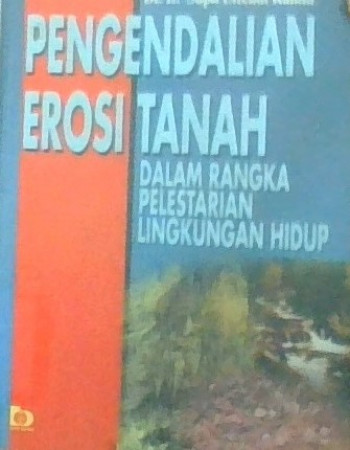 PENGENDALIAN
EROSI TANAH
DALAM RANGKA
PELESTARIAN
LINGKUNGAN HIDUP